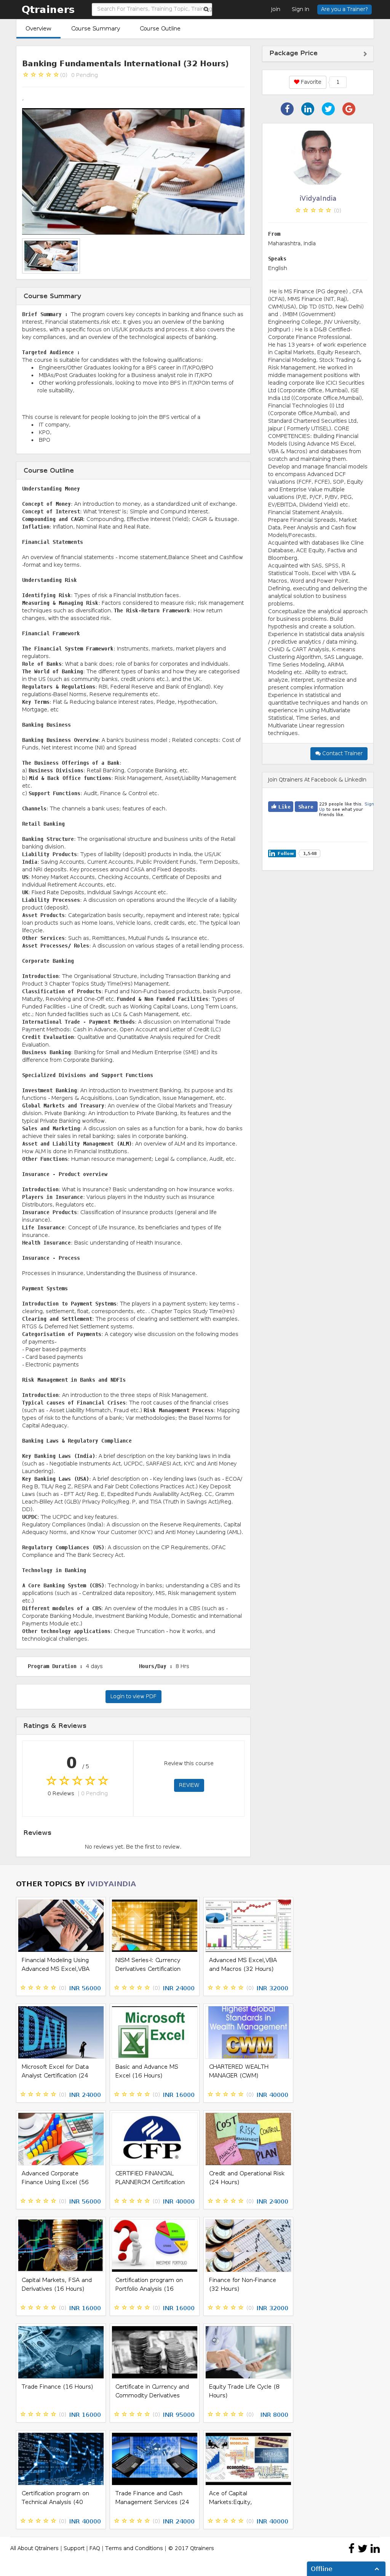 Qtrainers
Search For Trainers, Training Topic, Train
Join
Sign in
Are you a Trainer?
Overview
Course Summary
Course Outline
Banking Fundamentals International (32 Hours)
(0) 0 Pending
Course Summary
Brief Summary : The program covers key concepts in banking and finance such as
interest, financial statements,risk etc. It also provides you an overview of the banking
business, with a special emphasis on US/UK products and process. It also covers the
key compliances, and an overview of the technological aspects of banking.
Targeted Audience :
The course is suitable for candidates with the following qualifications:
Engineers/Other Graduates looking for a BFS career in IT/KPO/BPO
MBAs/Post Graduates looking for a Business analyst role in IT/KPO
Other working professionals, looking to move into BFS in IT/KPOin terms of
role suitability,
This course is relevant for people looking to join the BFS vertical of a
IT company,
KPO,
BPO
Course Outline
Understanding Money
Concept of Money: An introduction to money, as a standardized unit of exchange.
Concept of Interest: What 'Interest' is; Simple and Compound Interest.
Compounding and CAGR: Compounding, Effective Interest (Yield); CAGR & itsusage.
Inflation: Inflation, Nominal Rate and Real Rate.
Financial Statements
An overview of financial statements - Income statement,Balance Sheet and Cashflow
-format and key terms.
Understanding Risk
Identifying Risk: Types of risk a Financial Institution faces.
Measuring & Managing Risk: Factors considered to measure risk; risk management
techniques in financial institutions. The Risk-Return Framework: How return
changes, with the associated risk.
Financial Framework
The Financial System Framework: Instruments, markets, market players and
regulators.
Role of Banks: What a bank does; role of banks for corporates and individuals.
The World of Banking: The different types of banks, and how they are categorised
in the US (such as community banks, credit unions etc.), and the UK.
Regulators & Regulations: RBI, Federal Reserve and Bank of England). Key
regulations like Basel Norms, Reserve requirements etc.
Key Terms: Flat & Reducing balance interest rates, Pledge, Hypothecation,
Mortgage, etc
Banking Business
Banking Business Overview: A bank's business model ; Related concepts: Cost of
Funds, Net Interest Income (NII) and Spread
The Business Offerings of a Bank:
a) Business Divisions: Retail Banking, Corporate Banking, etc.
b) Mid & Back Office functions: Risk Management, Asset/Liability Management
etc.
c) Support Functions: Audit, Finance & Control etc.
Channels: The channels a bank uses; features of each.
Retail Banking
Banking Structure: The organisational structure and business units of the Retail
Banking division.
Liability Products: Types of liability (deposit) products in India, the US/UK
India: Saving Accounts, Current Accounts, Public Provident Funds, Term Deposits,
and NRI deposits. Key processes around CASA and Fixed deposits.
US: Money Market Accounts, Checking Accounts, Certificate of Deposits and
Individual Retirement Accounts, etc.
UK: Fixed Rate Deposits, Individual Savings Account etc.
Liability Processes: A discussion on operations around the lifecycle of a liability
product (deposit).
Asset Products: Categorization basis security, repayment and interest rate; typical
loan products such as Home loans, Vehicle loans, credit cards, etc. The typical loan
lifecycle.
Other Services: Such as, Remittances, Mutual Funds & Insurance etc.
Asset Processes/ Roles: A discussion on various stages of a retail lending process.
Corporate Banking
Introduction: The Organisational Structure, Including Transaction Banking and
Product 3 Chapter Topics Study Time(Hrs) Management.
Classification of Products: Fund and Non-Fund based products, basis Purpose,
Maturity, Revolving and One-Off etc.Funded & Non Funded Facilities: Types of
Funded Facilities - Line of Credit, such as Working Capital Loans, Long Term Loans,
etc.; Non funded facilities such as LCs & Cash Management, etc.
International Trade - Payment Methods: A discussion on International Trade
Payment Methods: Cash in Advance, Open Account and Letter of Credit (LC)
Credit Evaluation: Qualitative and Qunatitative Analysis required for Credit
Evaluation.
Business Banking: Banking for Small and Medium Enterprise (SME) and its
difference from Corporate Banking.
Specialized Divisions and Support Functions
Investment Banking: An introduction to Investment Banking, its purpose and its
functions - Mergers & Acquisitions, Loan Syndication, Issue Management, etc.
Global Markets and Treasury: An overview of the Global Markets and Treasury
division. Private Banking: An introduction to Private Banking, its features and the
typical Private Banking workflow.
Sales and Marketing: A discussion on sales as a function for a bank; how do banks
achieve their sales in retail banking; sales in corporate banking.
Asset and Liability Management (ALM): An overview of ALM and its importance,
How ALM is done in Financial Institutions.
Other Functions: Human resource management; Legal & compliance, Audit, etc.
Insurance - Product overview
Introduction: What is Insurance? Basic understanding on how insurance works.
Players in Insurance: Various players in the industry such as Insurance
Distributors, Regulators etc.
Insurance Products: Classification of insurance products (general and life
insurance).
Life Insurance: Concept of Life Insurance, its beneficiaries and types of life
insurance.
Health Insurance: Basic understanding of Health Insurance.
Insurance - Process
Processes in Insurance, Understanding the Business of Insurance.
Payment Systems
Introduction to Payment Systems: The players in a payment system; key terms -
clearing, settlement, float, correspondents, etc. . Chapter Topics Study Time(Hrs)
Clearing and Settlement: The process of clearing and settlement with examples.
RTGS & Deferred Net Settlement systems.
Categorisation of Payments: A category wise discussion on the following modes
of payments-
- Paper based payments
- Card based payments
- Electronic payments
Risk Management in Banks and NBFIs
Introduction: An introduction to the three steps of Risk Management.
Typical causes of Financial Crises: The root causes of the financial crises
(such as - Asset Liability Mismatch, Fraud etc.) Risk Management Process: Mapping
types of risk to the functions of a bank; Var methodologies; the Basel Norms for
Capital Adequacy.
Banking Laws & Regulatory Compliance
Key Banking Laws (India): A brief description on the key banking laws in India
(such as - Negotiable Instruments Act, UCPDC, SARFAESI Act, KYC and Anti Money
Laundering).
Key Banking Laws (USA): A brief description on - Key lending laws (such as - ECOA/
Reg B, TILA/ Reg Z, RESPA and Fair Debt Collections Practices Act.) Key Deposit
Laws (such as - EFT Act/ Reg. E, Expedited Funds Availability Act/Reg. CC, Gramm
Leach-Bliley Act (GLB)/ Privacy Policy/Reg. P, and TISA (Truth in Savings Act)/Reg.
DD).
UCPDC: The UCPDC and key features.
Regulatory Compliances (India): A discussion on the Reserve Requirements, Capital
Adequacy Norms, and Know Your Customer (KYC) and Anti Money Laundering (AML).
Regulatory Compliances (US): A discussion on the CIP Requirements, OFAC
Compliance and The Bank Secrecy Act.
Technology in Banking
A Core Banking System (CBS): Technology in banks; understanding a CBS and its
applications (such as - Centralized data repository, MIS, Risk management system
etc.)
Different modules of a CBS: An overview of the modules in a CBS (such as -
Corporate Banking Module, Investment Banking Module, Domestic and International
Payments Module etc.)
Other technology applications: Cheque Truncation - how it works, and
technological challenges.
Program Duration : 4 days
Hours/Day : 8 Hrs
Login to view PDF
Ratings & Reviews
0 / 5
0 Reviews | 0 Pending
Review this course
REVIEW
Reviews
No reviews yet. Be the first to review.
Package Price
Favorite
1
iVidyaIndia
(0)
From
Maharashtra, India
Speaks
English
He is MS Finance (PG degree) , CFA
(ICFAI), MMS Finance (NIT, Raj),
CWM(USA), Dip TD (ISTD, New Delhi)
and . (MBM (Government)
Engineering College, JNV University,
Jodhpur) . He is a D&B Certified-
Corporate Finance Professional.
He has 13 years+ of work experience
in Capital Markets, Equity Research,
Financial Modeling, Stock Trading &
Risk Management. He worked in
middle management positions with
leading corporate like ICICI Securities
Ltd (Corporate Office, Mumbai), ISE
India Ltd ((Corporate Office,Mumbai),
Financial Technologies (I) Ltd
(Corporate Office,Mumbai), and
Standard Chartered Securities Ltd,
Jaipur ( Formerly UTISEL). CORE
COMPETENCIES: Building Financial
Models (Using Advance MS Excel,
VBA & Macros) and databases from
scratch and maintaining them.
Develop and manage financial models
to encompass Advanced DCF
Valuations (FCFF, FCFE), SOP, Equity
and Enterprise Value multiple
valuations (P/E, P/CF, P/BV, PEG,
EV/EBITDA, Dividend Yield) etc.
Financial Statement Analysis.
Prepare Financial Spreads, Market
Data, Peer Analysis and Cash flow
Models/Forecasts.
Acquainted with databases like Cline
Database, ACE Equity, Factiva and
Bloomberg.
Acquainted with SAS, SPSS, R
Statistical Tools, Excel with VBA &
Macros, Word and Power Point.
Defining, executing and delivering the
analytical solution to business
problems.
Conceptualize the analytical approach
for business problems. Build
hypothesis and create a solution.
Experience in statistical data analysis
/ predictive analytics / data mining,
CHAID & CART Analysis, K-means
Clustering Algorithm, SAS Language,
Time Series Modeling, ARIMA
Modeling etc. Ability to extract,
analyze, interpret, synthesize and
present complex information
Experience in statistical and
quantitative techniques and hands on
experience in using Multivariate
Statistical, Time Series, and
Multivariate Linear regression
techniques.
Contact Trainer
Join Qtrainers At Facebook & Linkedin
Like
Share
229 people like this. Sign
Up to see what your
friends like.
Follow
1,540
OTHER TOPICS BY IVIDYAINDIA
Financial Modeling Using
Advanced MS Excel,VBA
(0) INR 56000
NISM Series-I: Currency
Derivatives Certification
(0) INR 24000
Advanced MS Excel,VBA
and Macros (32 Hours)
(0) INR 32000
DATA
Microsoft Excel for Data
Analyst Certification (24
(0) INR 24000
Microsoft
Excel
Basic and Advance MS
Excel (16 Hours)
(0) INR 16000
Highest Global
Standards in
Wealth Management
CWM
CHARTERED WEALTH
MANAGER (CWM)
(0) INR 40000
Advanced Corporate
Finance Using Excel (56
(0) INR 56000
CFP
CERTIFIED FINANCIAL
PLANNERCM Certification
(0) INR 40000
COST
RISK
MANAGEMENT
PLAN
Credit and Operational Risk
(24 Hours)
(0) INR 24000
Capital Markets, FSA and
Derivatives (16 Hours)
(0) INR 16000
Certification program on
Portfolio Analysis (16
(0) INR 16000
Finance for Non-Finance
(32 Hours)
(0) INR 32000
Trade Finance (16 Hours)
(0) INR 16000
Certificate in Currency and
Commodity Derivatives
(0) INR 95000
Equity Trade Life Cycle (8
Hours)
(0) INR 8000
Certification program on
Technical Analysis (40
(0) INR 40000
Trade Finance and Cash
Management Services (24
(0) INR 24000
Ace of Capital
Markets:Equity,
(0) INR 40000
All About Qtrainers | Support | FAQ | Terms and Conditions | © 2017 Qtrainers
Offline